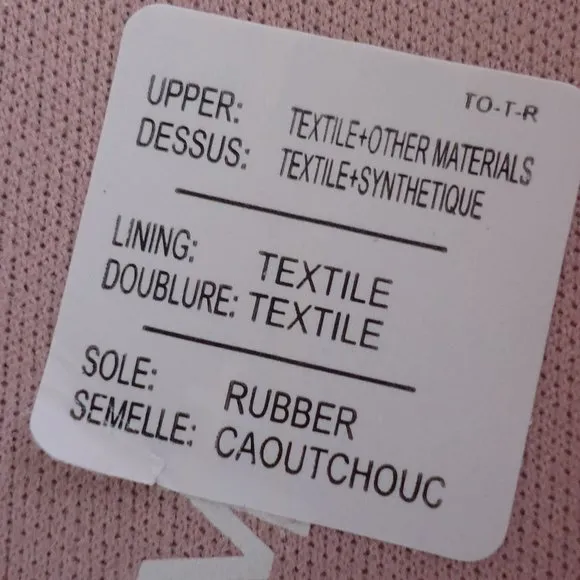 TO-T-R
UPPER: TEXTILE+OTHER MATERIALS
DESSUS: TEXTILE+SYNTHETIQUE
LINING: TEXTILE
DOUBLURE: TEXTILE
SOLE: RUBBER
SEMELLE: CAOUTCHOUC